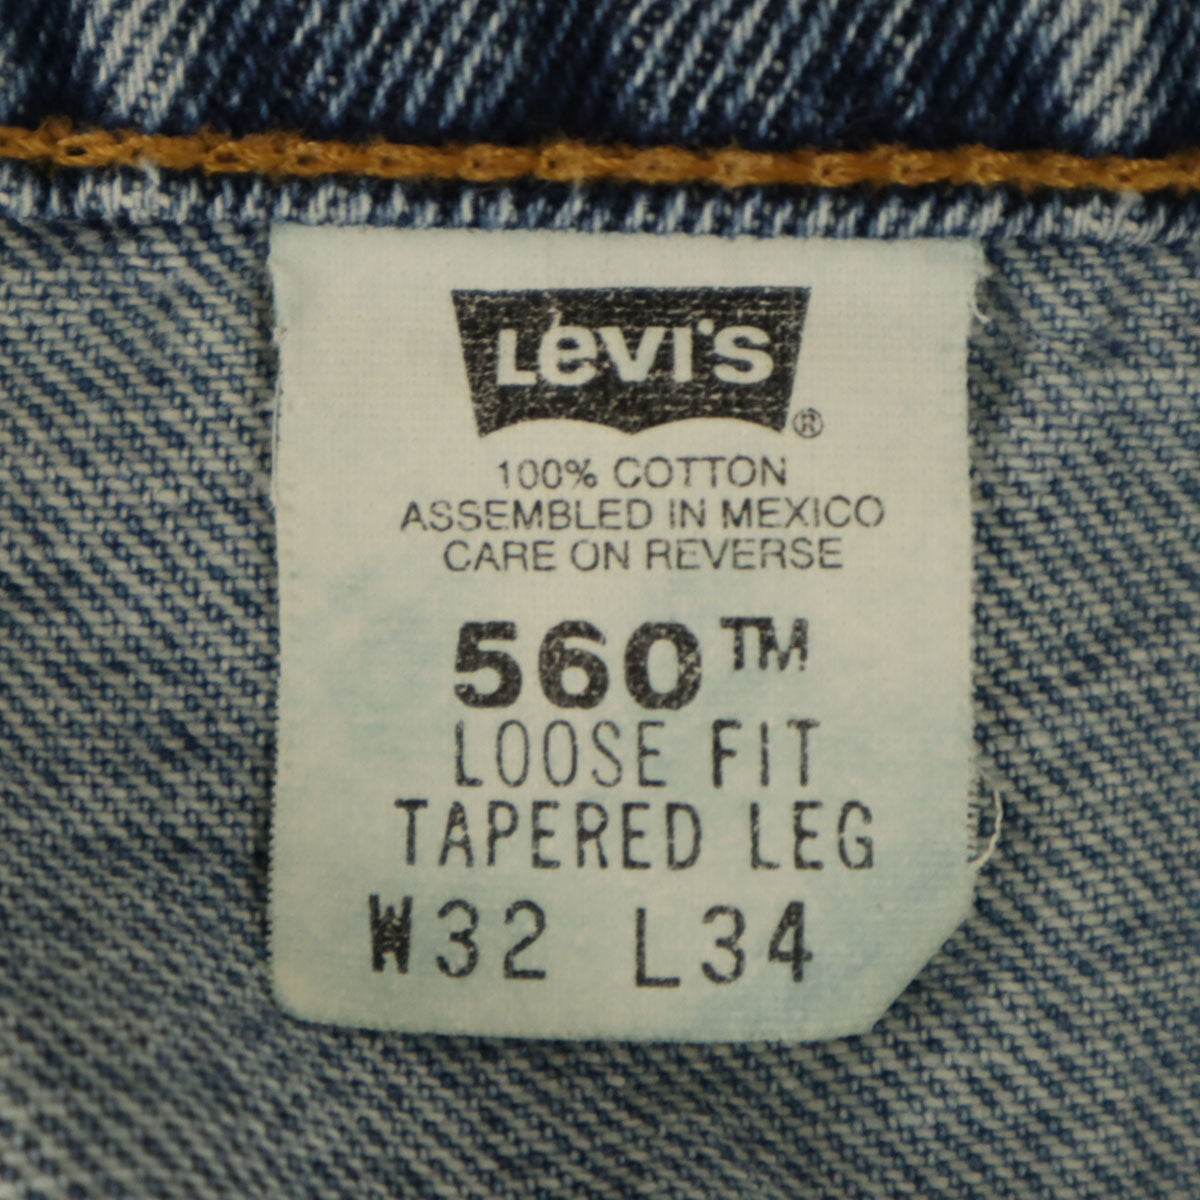 Levi's ®
100% COTTON
ASSEMBLED IN MEXICO
CARE ON REVERSE
560™
LOOSE FIT
TAPERED LEG
W32 L34